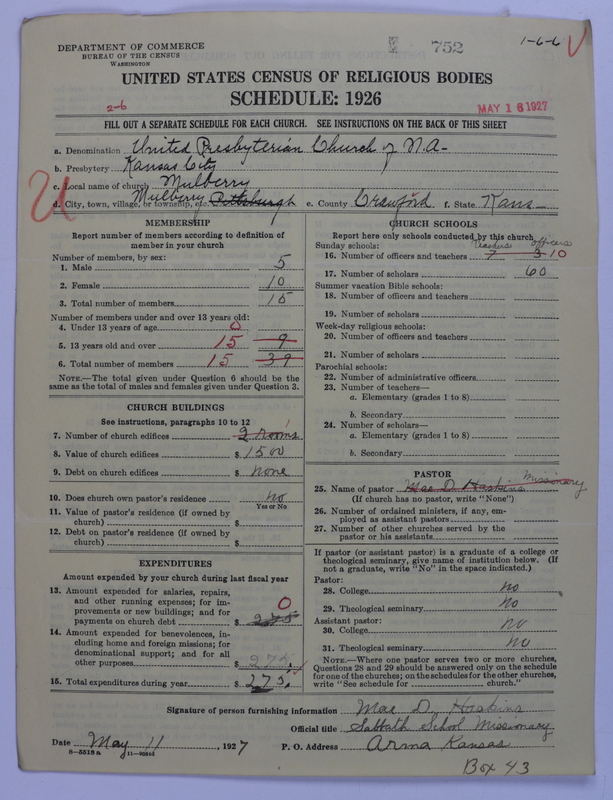 DEPARTMENT OF COMMERCE
BUREAU OF THE CENSUS
WASHINGTON
752
1-6-6
UNITED STATES CENSUS OF RELIGIOUS BODIES
SCHEDULE: 1926
2-6
MAY 16 1927
FILL OUT A SEPARATE SCHEDULE FOR EACH CHURCH. SEE INSTRUCTIONS ON THE BACK OF THIS SHEET
a. Denomination United Presbyterian Church of N.A-
b. Presbytery Kansas City
c. Local name of church Mulberry
d. City, town, village, or township, etc. Mulberry Pittsburgh e. County Crawford f. State Kans-
MEMBERSHIP
Report number of members according to definition of member in your church
Number of members, by sex:
1. Male 5
2. Female 10
3. Total number of members 15
Number of members under and over 13 years old:
4. Under 13 years of age 0
5. 13 years old and over 15 9
6. Total number of members 15 39
NOTE.—The total given under Question 6 should be the same as the total of males and females given under Question 3.
CHURCH BUILDINGS
See instructions, paragraphs 10 to 12
7. Number of church edifices 2 rooms
8. Value of church edifices $ 1500
9. Debt on church edifices $ none
10. Does church own pastor's residence no
Yes or No
11. Value of pastor's residence (if owned by church) $
12. Debt on pastor's residence (if owned by church) $
EXPENDITURES
Amount expended by your church during last fiscal year
13. Amount expended for salaries, repairs, and other running expenses; for improvements or new buildings; and for payments on church debt $ 275 0
14. Amount expended for benevolences, including home and foreign missions; for denominational support; and for all other purposes $ 275.
15. Total expenditures during year $ 275.
CHURCH SCHOOLS
Report here only schools conducted by this church
Sunday schools: teachers officers
16. Number of officers and teachers 7 3 10
17. Number of scholars 60
Summer vacation Bible schools:
18. Number of officers and teachers
19. Number of scholars
Week-day religious schools:
20. Number of officers and teachers
21. Number of scholars
Parochial schools:
22. Number of administrative officers
23. Number of teachers—
a. Elementary (grades 1 to 8)
b. Secondary
24. Number of scholars—
a. Elementary (grades 1 to 8)
b. Secondary
PASTOR
25. Name of pastor Mae D. Haskins Missionary
(If church has no pastor, write "None")
26. Number of ordained ministers, if any, employed as assistant pastors
27. Number of other churches served by the pastor or his assistants
If pastor (or assistant pastor) is a graduate of a college or theological seminary, give name of institution below. (If not a graduate, write "No" in the space indicated.)
Pastor:
28. College no
29. Theological seminary no
Assistant pastor:
30. College no
31. Theological seminary no
NOTE.—Where one pastor serves two or more churches, Questions 28 and 29 should be answered only on the schedule for one of the churches; on the schedules for the other churches, write "See schedule for church."
Signature of person furnishing information Mae D. Haskins
Official title Sabbath School Missionary
Date May 11, 1927 P. O. Address Arma Kansas
8-5518a
Box 43